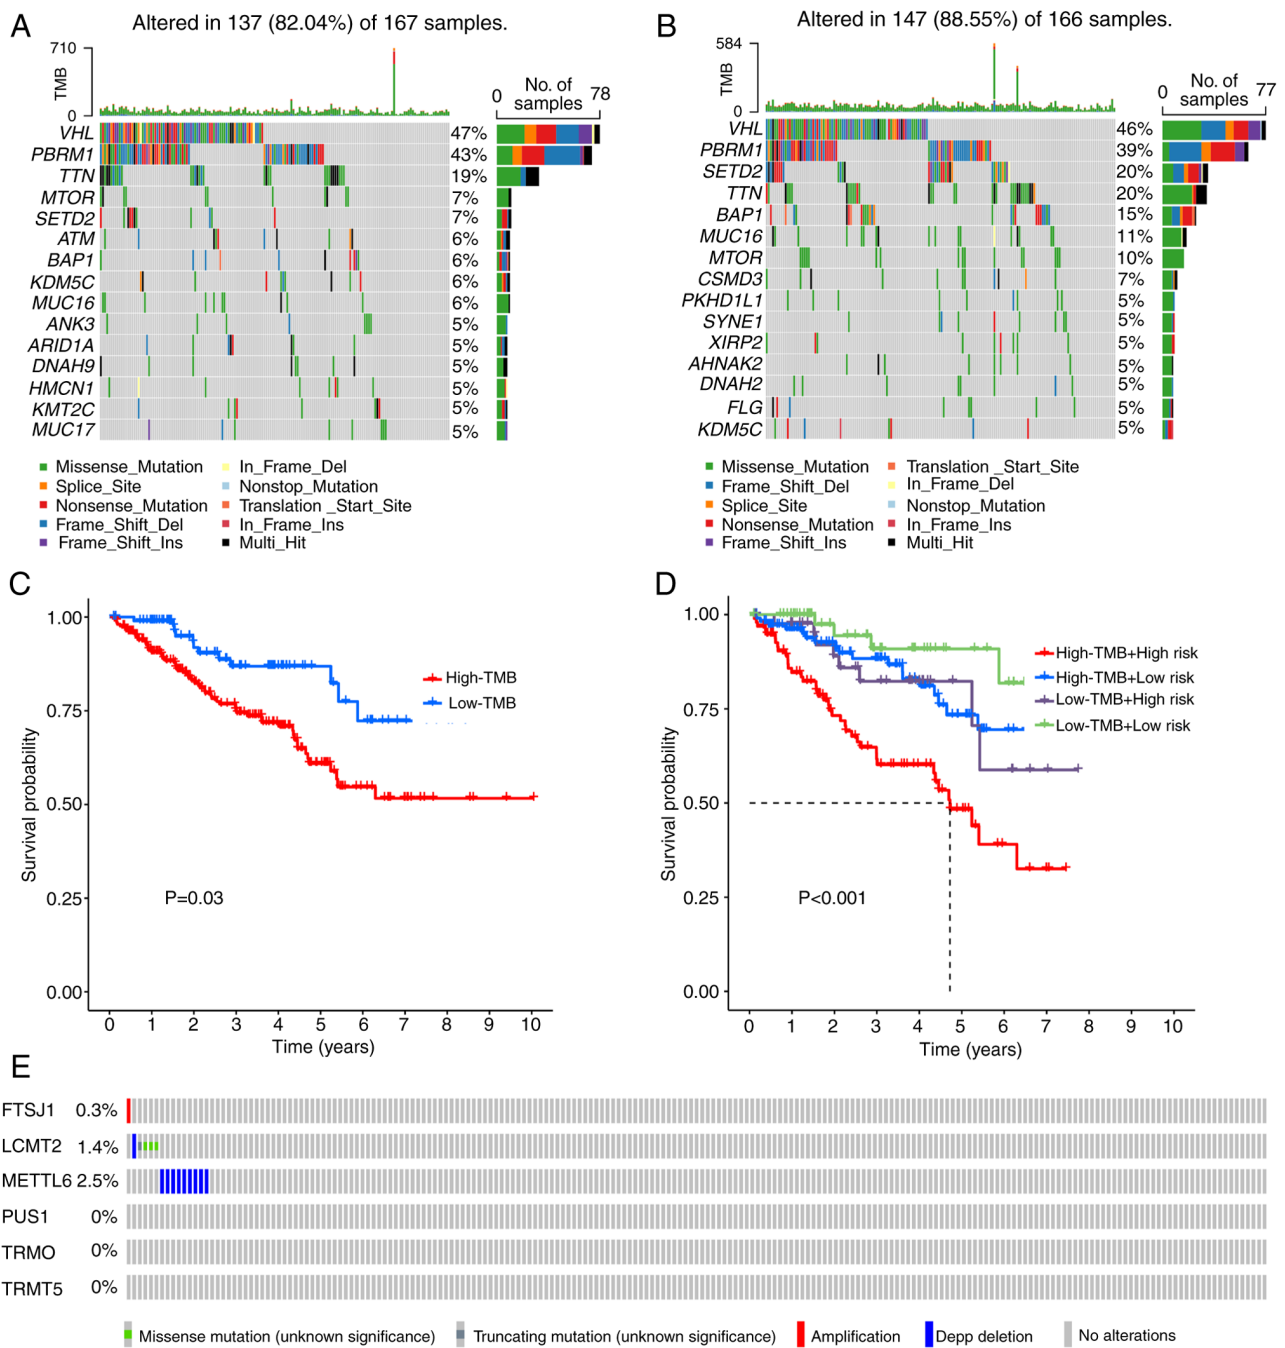 A
Altered in 137 (82.04%) of 167 samples.
710
TMB
0
No. of
samples
0
78
VHL 47%
PBRM1 43%
TTN 19%
MTOR 7%
SETD2 7%
ATM 6%
BAP1 6%
KDM5C 6%
MUC16 6%
ANK3 5%
ARID1A 5%
DNAH9 5%
HMCN1 5%
KMT2C 5%
MUC17 5%
Missense_Mutation
Splice_Site
Nonsense_Mutation
Frame_Shift_Del
Frame_Shift_Ins
In_Frame_Del
Nonstop_Mutation
Translation _Start_Site
In_Frame_Ins
Multi_Hit
B
Altered in 147 (88.55%) of 166 samples.
584
TMB
0
No. of
samples
0
77
VHL 46%
PBRM1 39%
SETD2 20%
TTN 20%
BAP1 15%
MUC16 11%
MTOR 10%
CSMD3 7%
PKHD1L1 5%
SYNE1 5%
XIRP2 5%
AHNAK2 5%
DNAH2 5%
FLG 5%
KDM5C 5%
Missense_Mutation
Frame_Shift_Del
Splice_Site
Nonsense_Mutation
Frame_Shift_Ins
Translation _Start_Site
In_Frame_Del
Nonstop_Mutation
In_Frame_Ins
Multi_Hit
C
Survival probability
1.00
0.75
0.50
0.25
0.00
High-TMB
Low-TMB
P=0.03
0 1 2 3 4 5 6 7 8 9 10
Time (years)
D
Survival probability
1.00
0.75
0.50
0.25
0.00
High-TMB+High risk
High-TMB+Low risk
Low-TMB+High risk
Low-TMB+Low risk
P<0.001
0 1 2 3 4 5 6 7 8 9 10
Time (years)
E
FTSJ1 0.3%
LCMT2 1.4%
METTL6 2.5%
PUS1 0%
TRMO 0%
TRMT5 0%
Missense mutation (unknown significance) Truncating mutation (unknown significance) Amplification Depp deletion No alterations